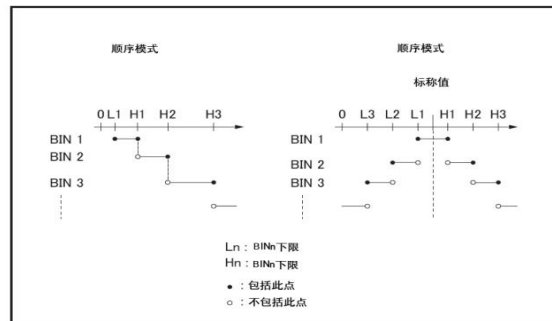 顺序模式
0 L1 H1 H2 H3
BIN 1
BIN 2
BIN 3
顺序模式
标称值
0 L3 L2 L1 H1 H2 H3
BIN 1
BIN 2
BIN 3
Ln : BINn下限
Hn : BINn下限
● : 包括此点
○ : 不包括此点